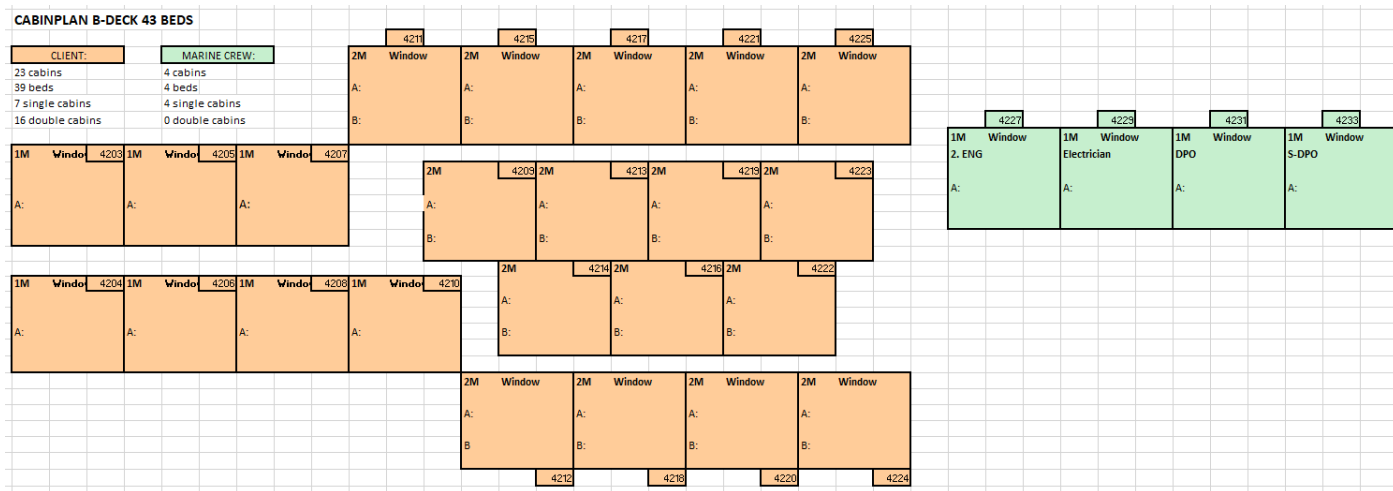 CABINPLAN B-DECK 43 BEDS
CLIENT: MARINE CREW:
23 cabins 4 cabins
39 beds 4 beds
7 single cabins 4 single cabins
16 double cabins 0 double cabins
4211 4215 4217 4221 4225
2M Window 2M Window 2M Window 2M Window 2M Window
A: A: A: A: A:
B: B: B: B: B:
4227 4229 4231 4233
1M Window 1M Window 1M Window 1M Window
2. ENG Electrician DPO S-DPO
A: A: A: A:
1M Windo 4203 1M Windo 4205 1M Windo 4207
A: A: A:
2M 4209 2M 4213 2M 4219 2M 4223
A: A: A: A:
B: B: B: B:
2M 4214 2M 4216 2M 4222
A: A: A:
B: B: B:
1M Windo 4204 1M Windo 4206 1M Windo 4208 1M Windo 4210
A: A: A: A:
2M Window 2M Window 2M Window 2M Window
A: A: A: A:
B B: B: B:
4212 4218 4220 4224